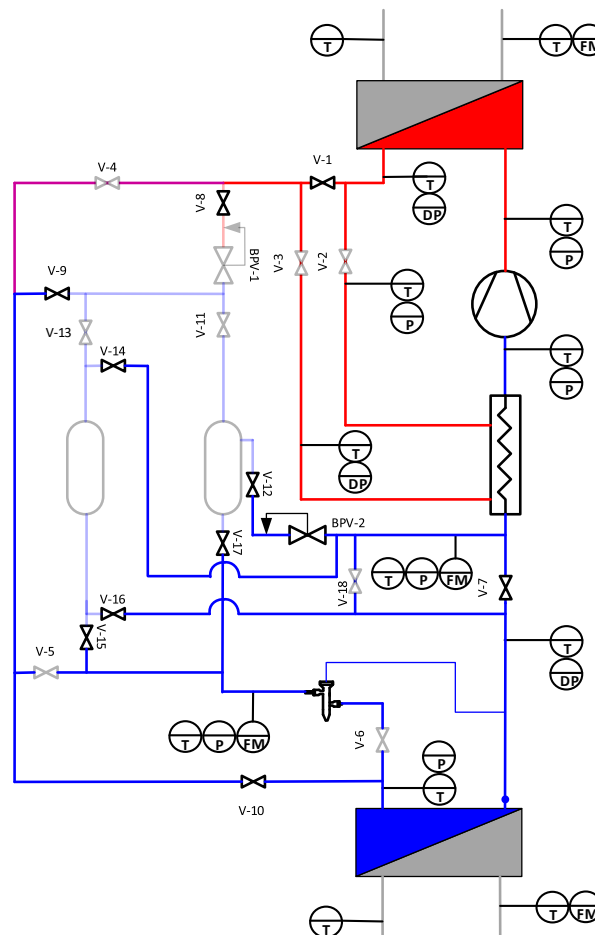 T
T FM
V-4
V-1
V-8
T
DP
BPV-1
V-3
V-2
T
P
V-9
T
P
V-11
V-13
V-14
T
P
T
DP
V-12
BPV-2
V-17
T P FM
V-18
V-7
V-16
V-15
V-5
T
DP
T P FM
V-6
P
T
V-10
T
T FM